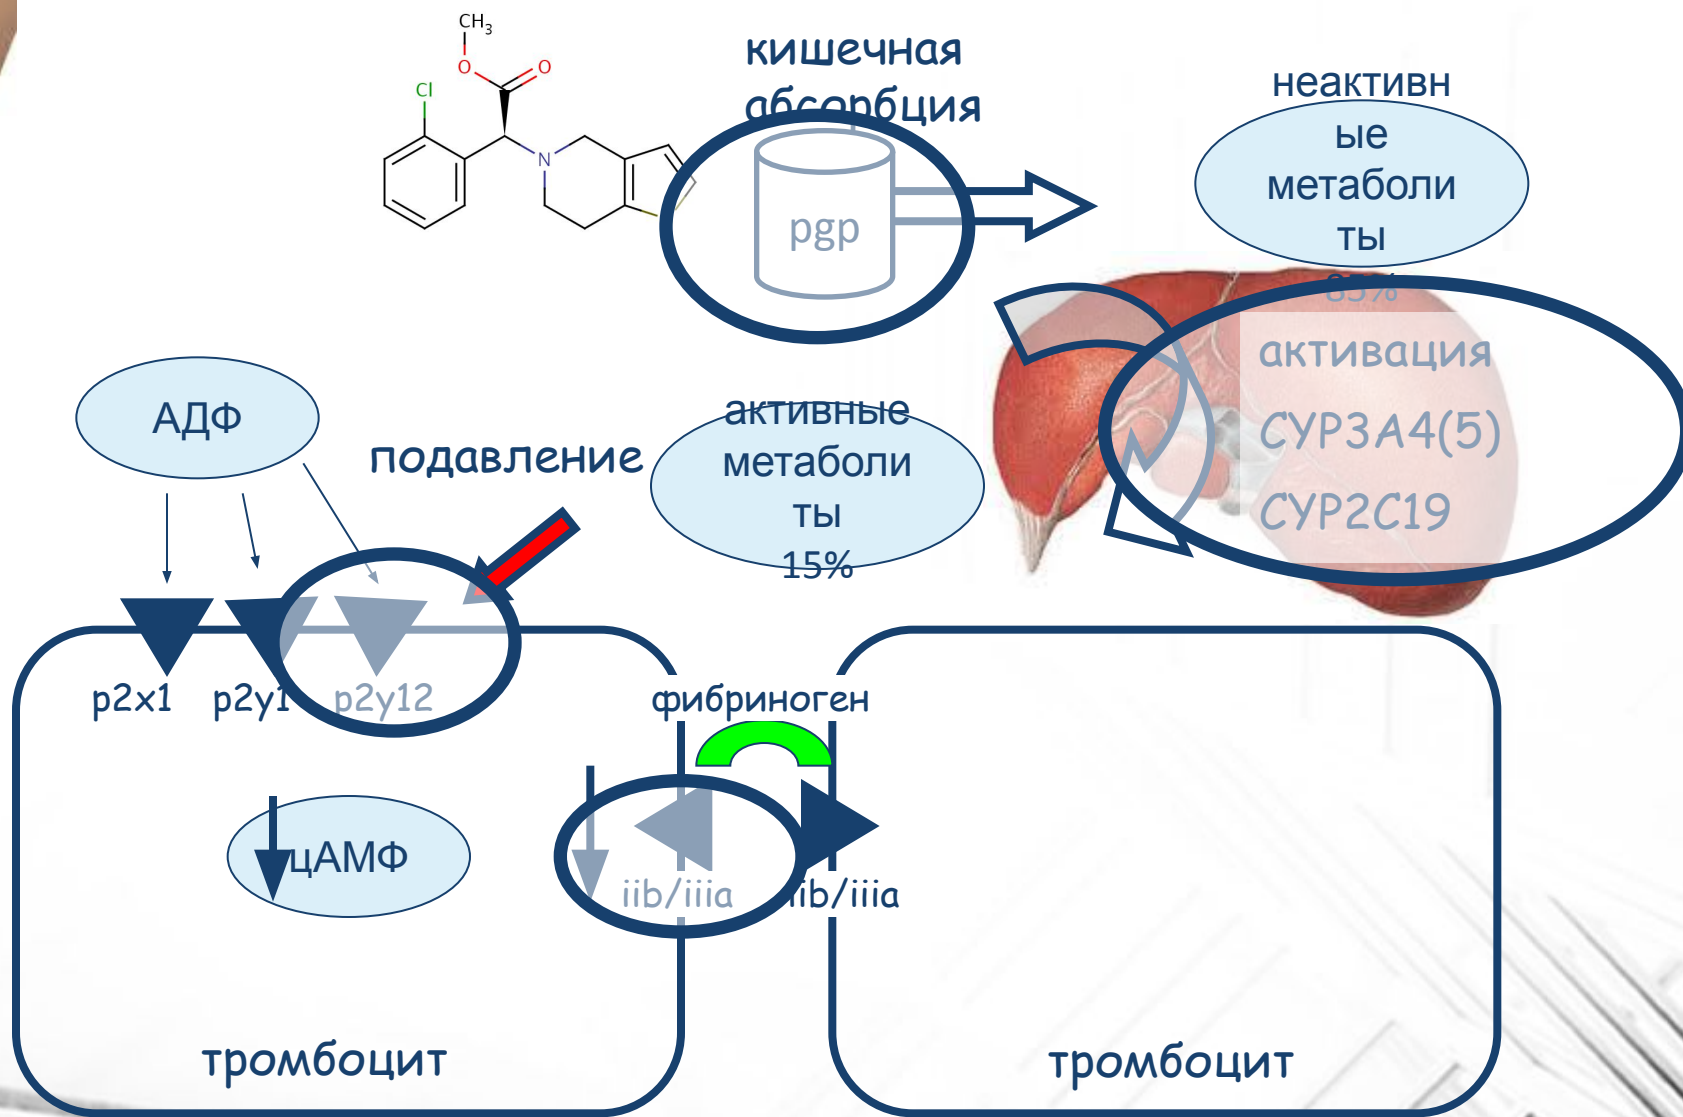 CH3
O
O
Cl
N
кишечная
абсорбция
pgp
неактивн
ые
метаболи
ты
85%
активация
CYP3A4(5)
CYP2C19
АДФ
подавление
активные
метаболи
ты
15%
p2x1
p2y1
p2y12
фибриноген
цАМФ
iib/iiia
iib/iiia
тромбоцит
тромбоцит